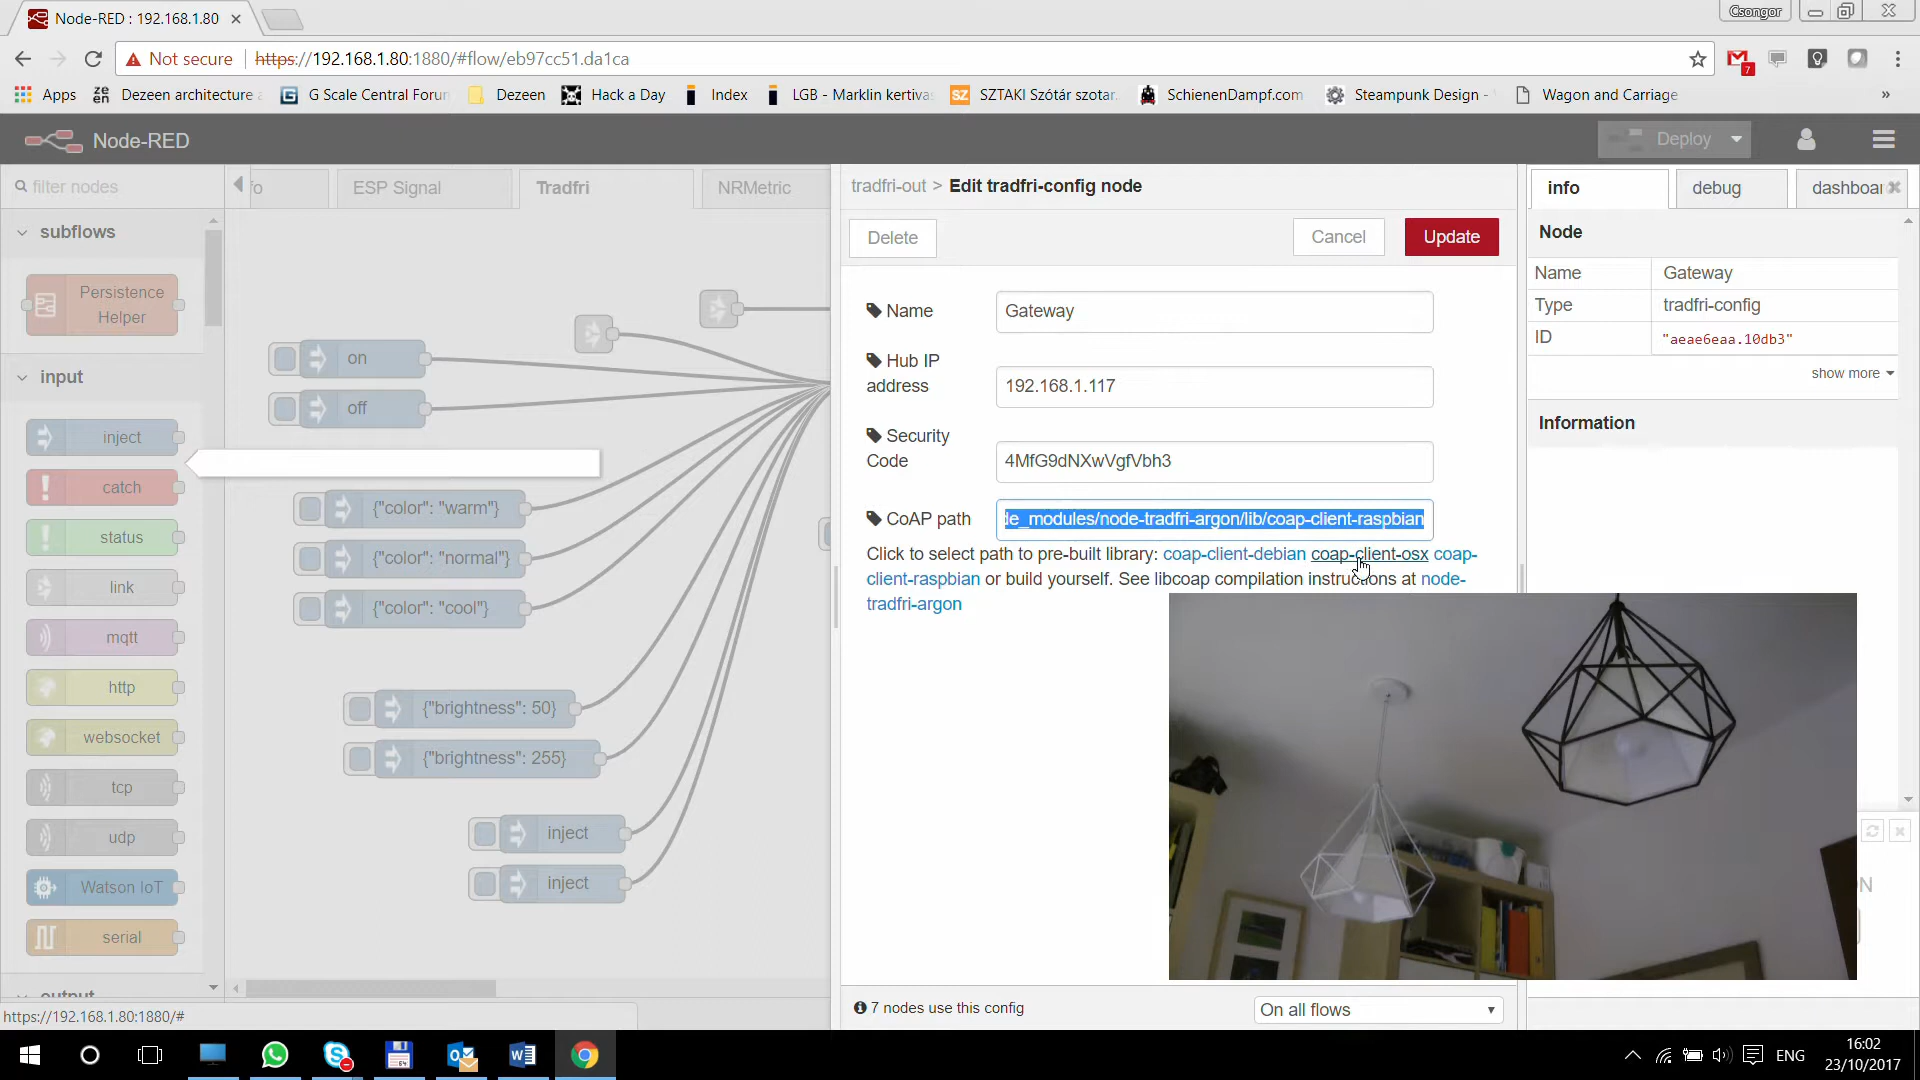 Node-RED : 192.168.1.80
Csongor
Not secure
https://192.168.1.80:1880/#flow/eb97cc51.da1ca
7
Apps
Dezeen architecture
G Scale Central Forun
Dezeen
Hack a Day
Index
LGB - Marklin kertiva
SZ
SZTAKI Szótár szotar...
SchienenDampf.com
Steampunk Design -
Wagon and Carriage
»
Node-RED
Deploy
filter nodes
fo
ESP Signal
Tradfri
NRMetric
tradfri-out > Edit tradfri-config node
info
debug
dashboar
subflows
Delete
Cancel
Update
Node
Persistence
Helper
Name
Gateway
Name
Gateway
Type
tradfri-config
ID
"aeae6eaa.10db3"
show more
on
off
Hub IP
address
192.168.1.117
input
Information
inject
Security
Code
4MfG9dNXwVgfVbh3
catch
status
link
mqtt
http
websocket
tcp
udp
Watson IoT
serial
output
{"color": "warm"}
{"color": "normal"}
{"color": "cool"}
{"brightness": 50}
{"brightness": 255}
inject
inject
CoAP path
de_modules/node-tradfri-argon/lib/coap-client-raspbian
Click to select path to pre-built library: coap-client-debian coap-client-osx coap-
client-raspbian or build yourself. See libcoap compilation instructions at node-
tradfri-argon
N
7 nodes use this config
On all flows
https://192.168.1.80:1880/#
64
ENG
16:02
23/10/2017